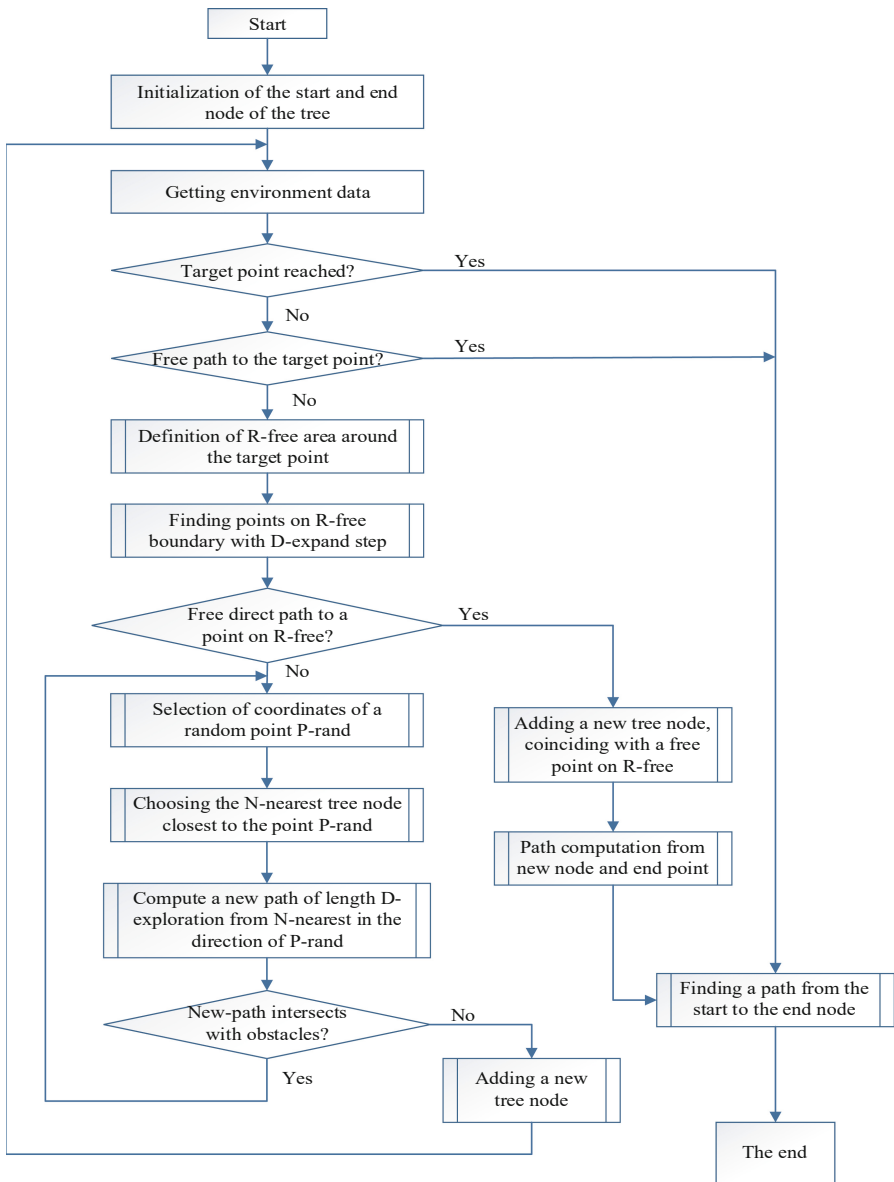 Start
Initialization of the start and end
node of the tree
Getting environment data
Target point reached?
Yes
No
Free path to the target point?
Yes
No
Definition of R-free area around
the target point
Finding points on R-free
boundary with D-expand step
Free direct path to a
point on R-free?
Yes
No
Selection of coordinates of a
random point P-rand
Adding a new tree node,
coinciding with a free
point on R-free
Choosing the N-nearest tree node
closest to the point P-rand
Path computation from
new node and end point
Compute a new path of length D-
exploration from N-nearest in the
direction of P-rand
Finding a path from the
start to the end node
New-path intersects
with obstacles?
No
Yes
Adding a new
tree node
The end